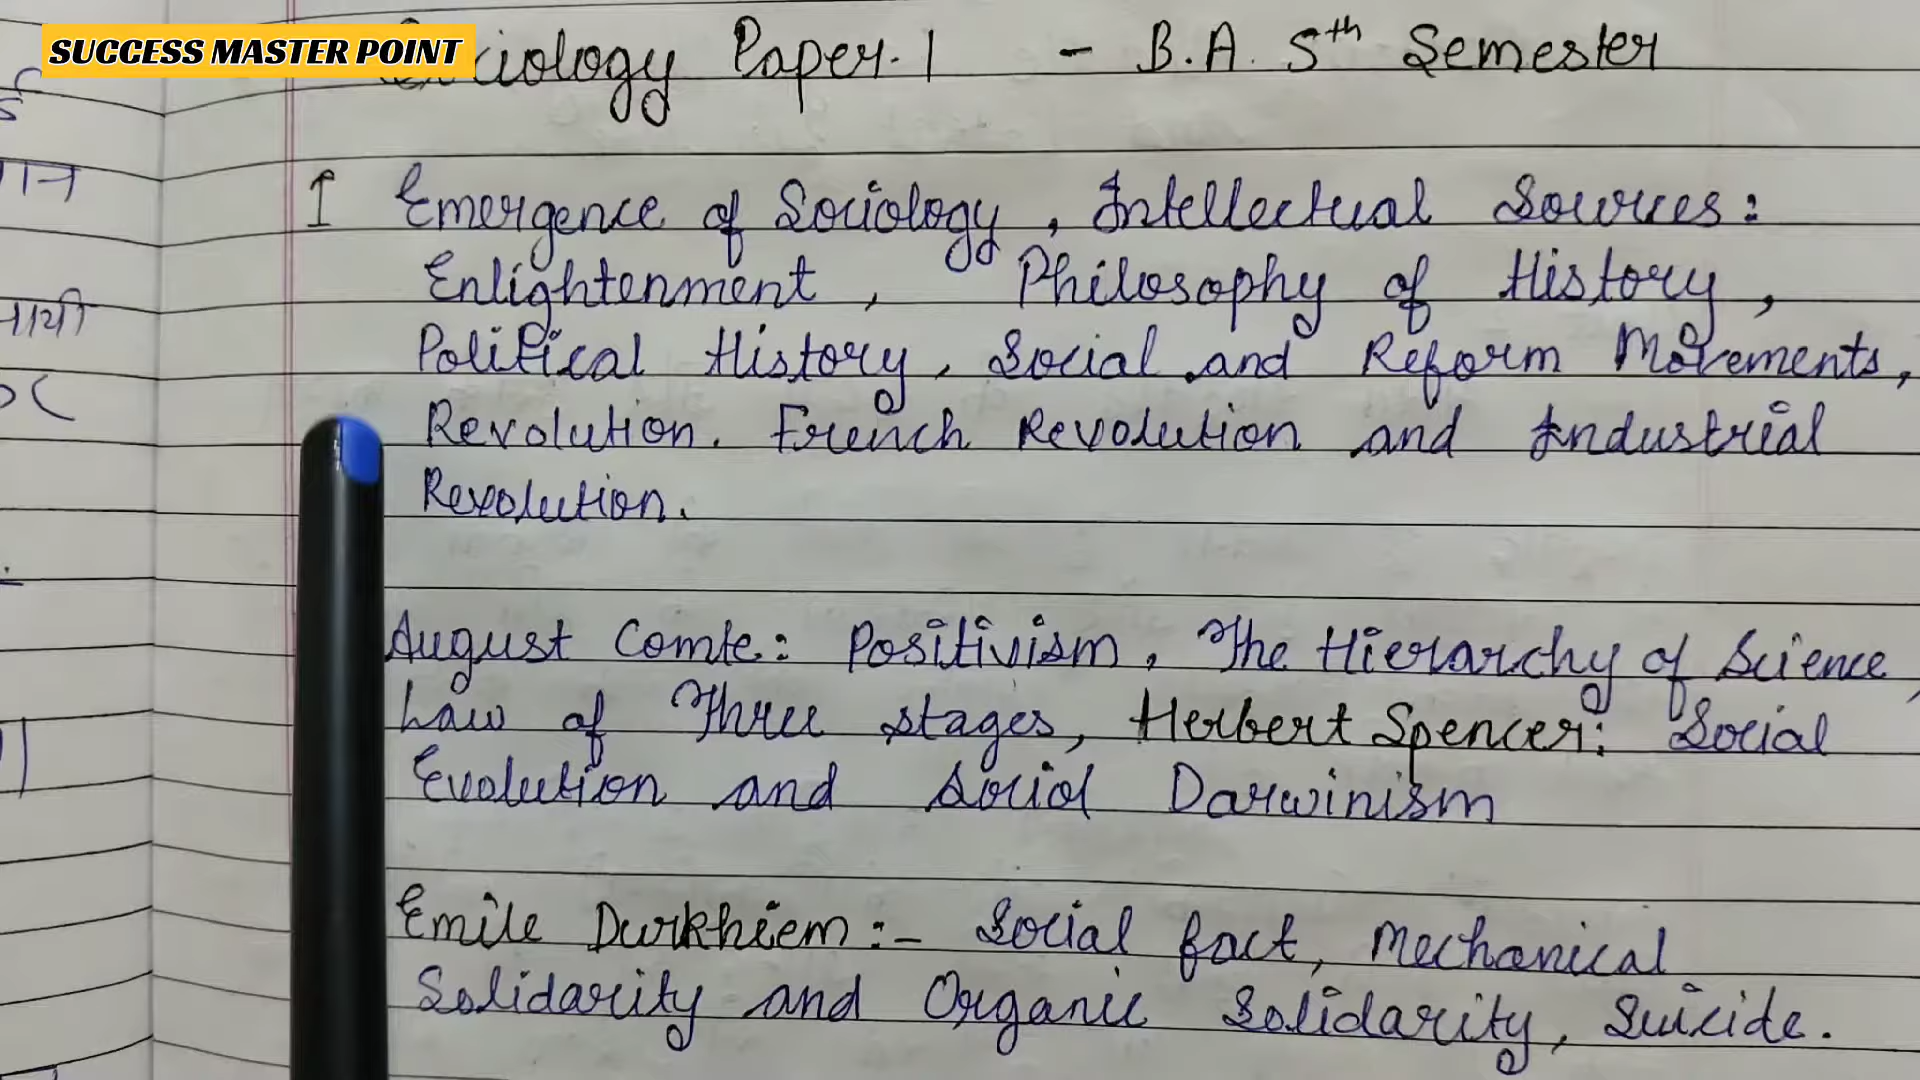 SUCCESS MASTER POINT
Sociology Paper.1 - B.A. 5th Semester
I Emergence of Sociology, Intellectual Sources:
Enlightenment, Philosophy of History,
Political History, Social and Reform Movements,
Revolution. French Revolution and Industrial
Revolution.
August Comte: Positivism, The Hierarchy of Science,
Law of Three stages, Herbert Spencer: Social
Evolution and Social Darwinism
Emile Durkhiem:- Social fact, Mechanical
Solidarity and Organic Solidarity, Suicide.